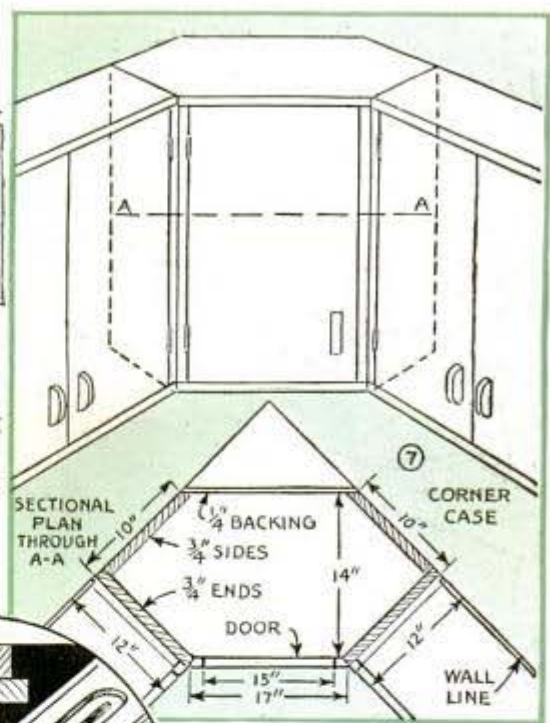 A A
⑦
SECTIONAL
PLAN
THROUGH
A-A
CORNER
CASE
10"
10"
1/4" BACKING
3/4" SIDES
3/4" ENDS
14"
DOOR
12"
12"
15"
17"
WALL
LINE